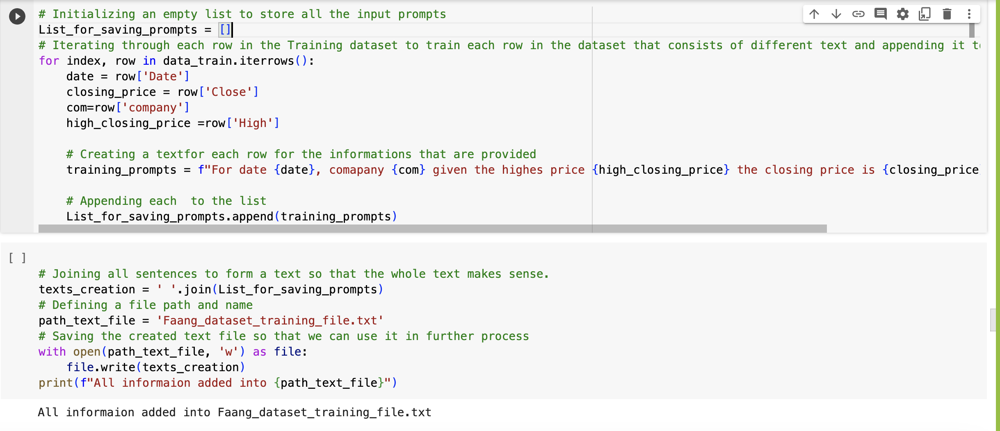 # Initializing an empty list to store all the input prompts
List_for_saving_prompts = []
# Iterating through each row in the Training dataset to train each row in the dataset that consists of different text and appending it
for index, row in data_train.iterrows():
    date = row['Date']
    closing_price = row['Close']
    com=row['company']
    high_closing_price =row['High']
    # Creating a textfor each row for the informations that are provided
    training_prompts = f"For date {date}, comapany {com} given the highes price {high_closing_price} the closing price is {closing_price}
    # Appending each  to the list
    List_for_saving_prompts.append(training_prompts)
[ ]
# Joining all sentences to form a text so that the whole text makes sense.
texts_creation = ' '.join(List_for_saving_prompts)
# Defining a file path and name
path_text_file = 'Faang_dataset_training_file.txt'
# Saving the created text file so that we can use it in further process
with open(path_text_file, 'w') as file:
    file.write(texts_creation)
print(f"All informaion added into {path_text_file}")
All informaion added into Faang_dataset_training_file.txt